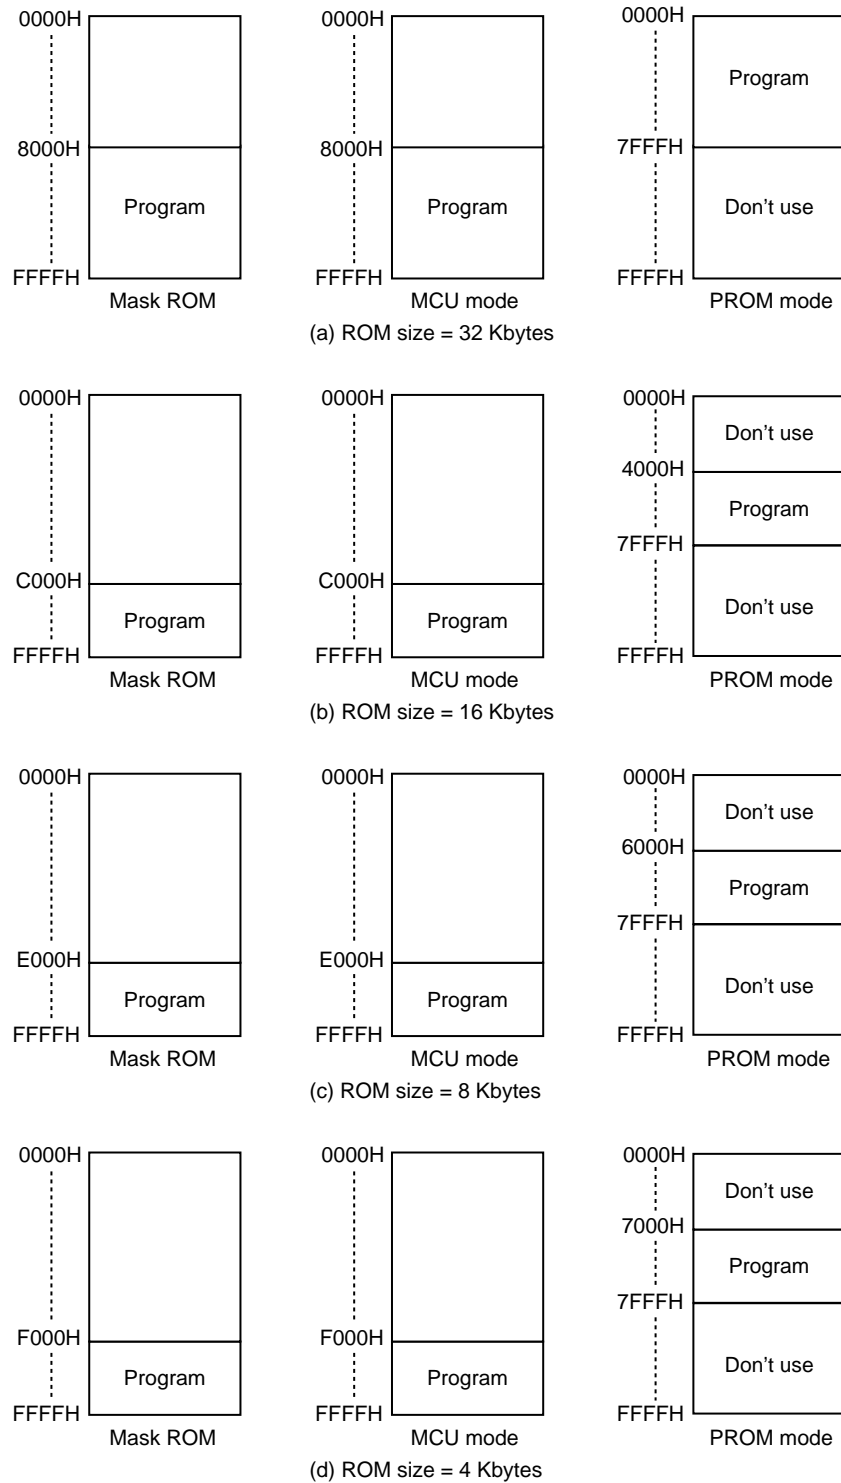 0000H 0000H 0000H
Program
8000H 8000H 7FFFH
Program Program Don't use
FFFFH FFFFH FFFFH
Mask ROM MCU mode PROM mode
(a) ROM size = 32 Kbytes
0000H 0000H 0000H
Don't use
4000H
Program
7FFFH
C000H C000H
Program Program Don't use
FFFFH FFFFH FFFFH
Mask ROM MCU mode PROM mode
(b) ROM size = 16 Kbytes
0000H 0000H 0000H
Don't use
6000H
Program
7FFFH
E000H E000H
Program Program Don't use
FFFFH FFFFH FFFFH
Mask ROM MCU mode PROM mode
(c) ROM size = 8 Kbytes
0000H 0000H 0000H
Don't use
7000H
Program
7FFFH
F000H F000H
Program Program Don't use
FFFFH FFFFH FFFFH
Mask ROM MCU mode PROM mode
(d) ROM size = 4 Kbytes